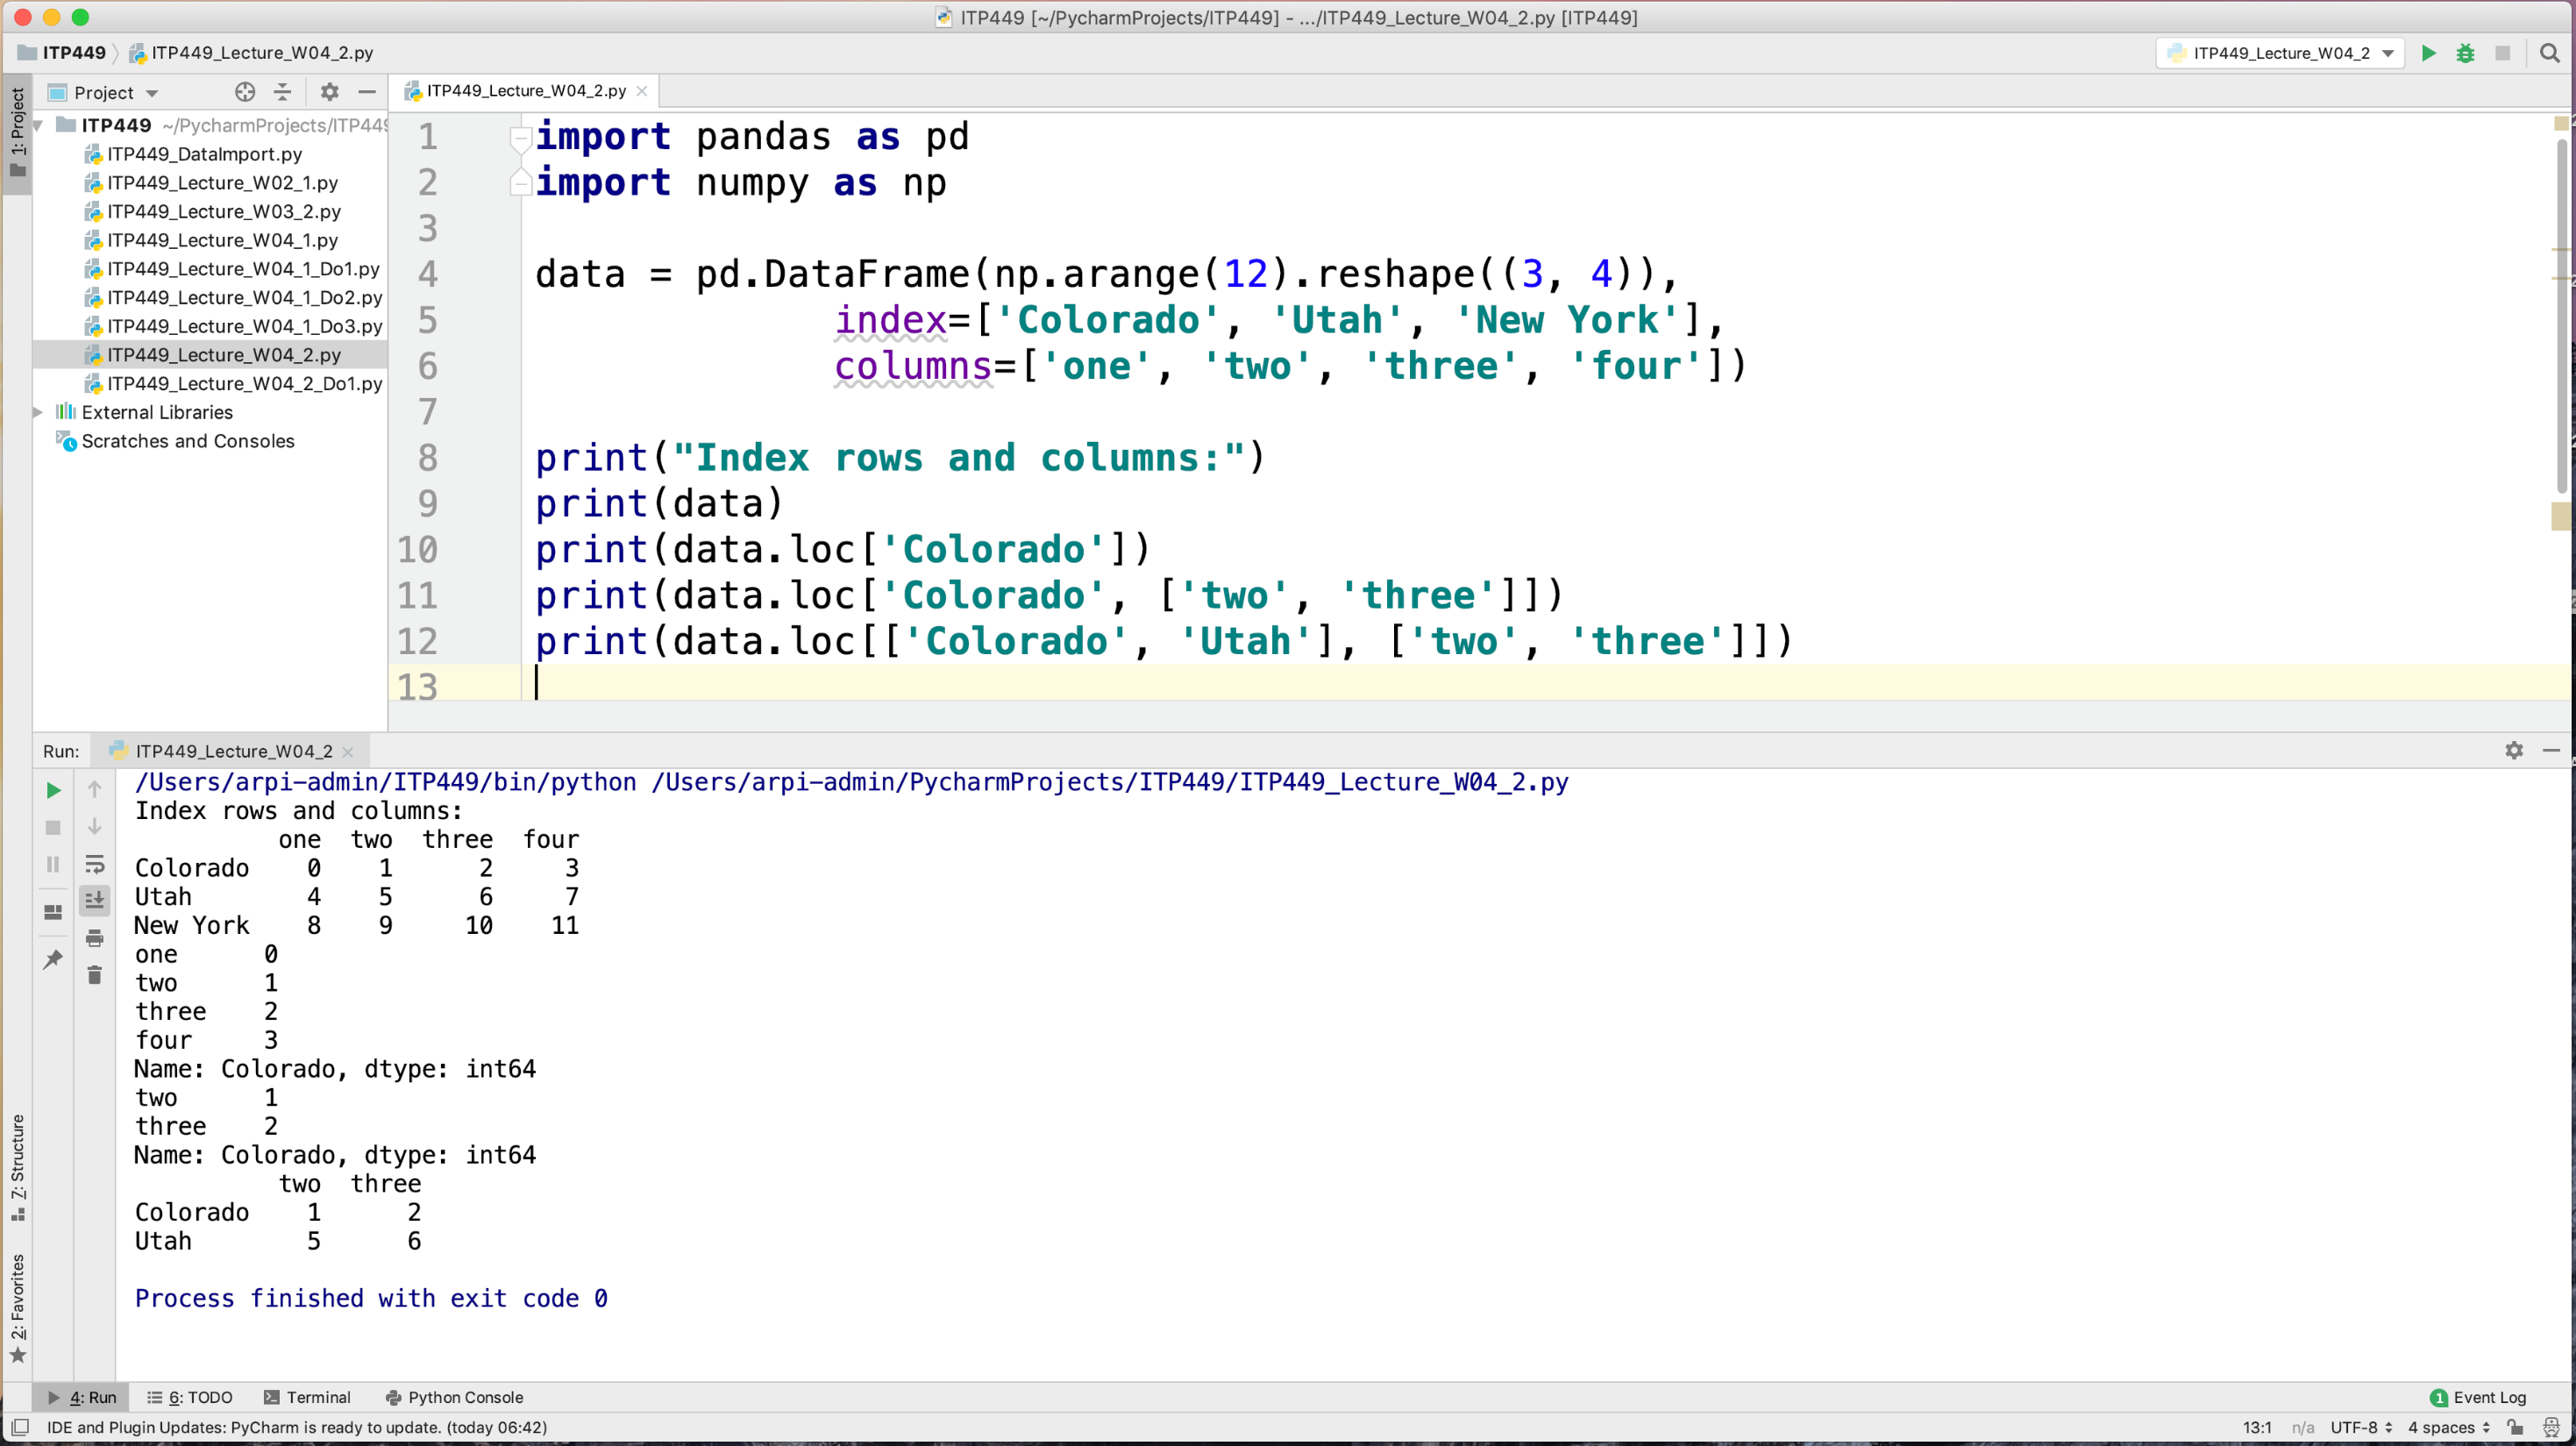 ITP449 [~/PycharmProjects/ITP449] - .../ITP449_Lecture_W04_2.py [ITP449]
ITP449 ITP449_Lecture_W04_2.py
ITP449_Lecture_W04_2
1: Project
Project
ITP449 ~/PycharmProjects/ITP449
ITP449_DataImport.py
ITP449_Lecture_W02_1.py
ITP449_Lecture_W03_2.py
ITP449_Lecture_W04_1.py
ITP449_Lecture_W04_1_Do1.py
ITP449_Lecture_W04_1_Do2.py
ITP449_Lecture_W04_1_Do3.py
ITP449_Lecture_W04_2.py
ITP449_Lecture_W04_2_Do1.py
External Libraries
Scratches and Consoles
ITP449_Lecture_W04_2.py
1 import pandas as pd
2 import numpy as np
3
4 data = pd.DataFrame(np.arange(12).reshape((3, 4)),
5 index=['Colorado', 'Utah', 'New York'],
6 columns=['one', 'two', 'three', 'four'])
7
8 print("Index rows and columns:")
9 print(data)
10 print(data.loc['Colorado'])
11 print(data.loc['Colorado', ['two', 'three']])
12 print(data.loc[['Colorado', 'Utah'], ['two', 'three']])
13
Run: ITP449_Lecture_W04_2
/Users/arpi-admin/ITP449/bin/python /Users/arpi-admin/PycharmProjects/ITP449/ITP449_Lecture_W04_2.py
Index rows and columns:
one two three four
Colorado 0 1 2 3
Utah 4 5 6 7
New York 8 9 10 11
one 0
two 1
three 2
four 3
Name: Colorado, dtype: int64
two 1
three 2
Name: Colorado, dtype: int64
two three
Colorado 1 2
Utah 5 6
Process finished with exit code 0
7: Structure
2: Favorites
4: Run 6: TODO Terminal Python Console 1 Event Log
IDE and Plugin Updates: PyCharm is ready to update. (today 06:42) 13:1 n/a UTF-8 4 spaces